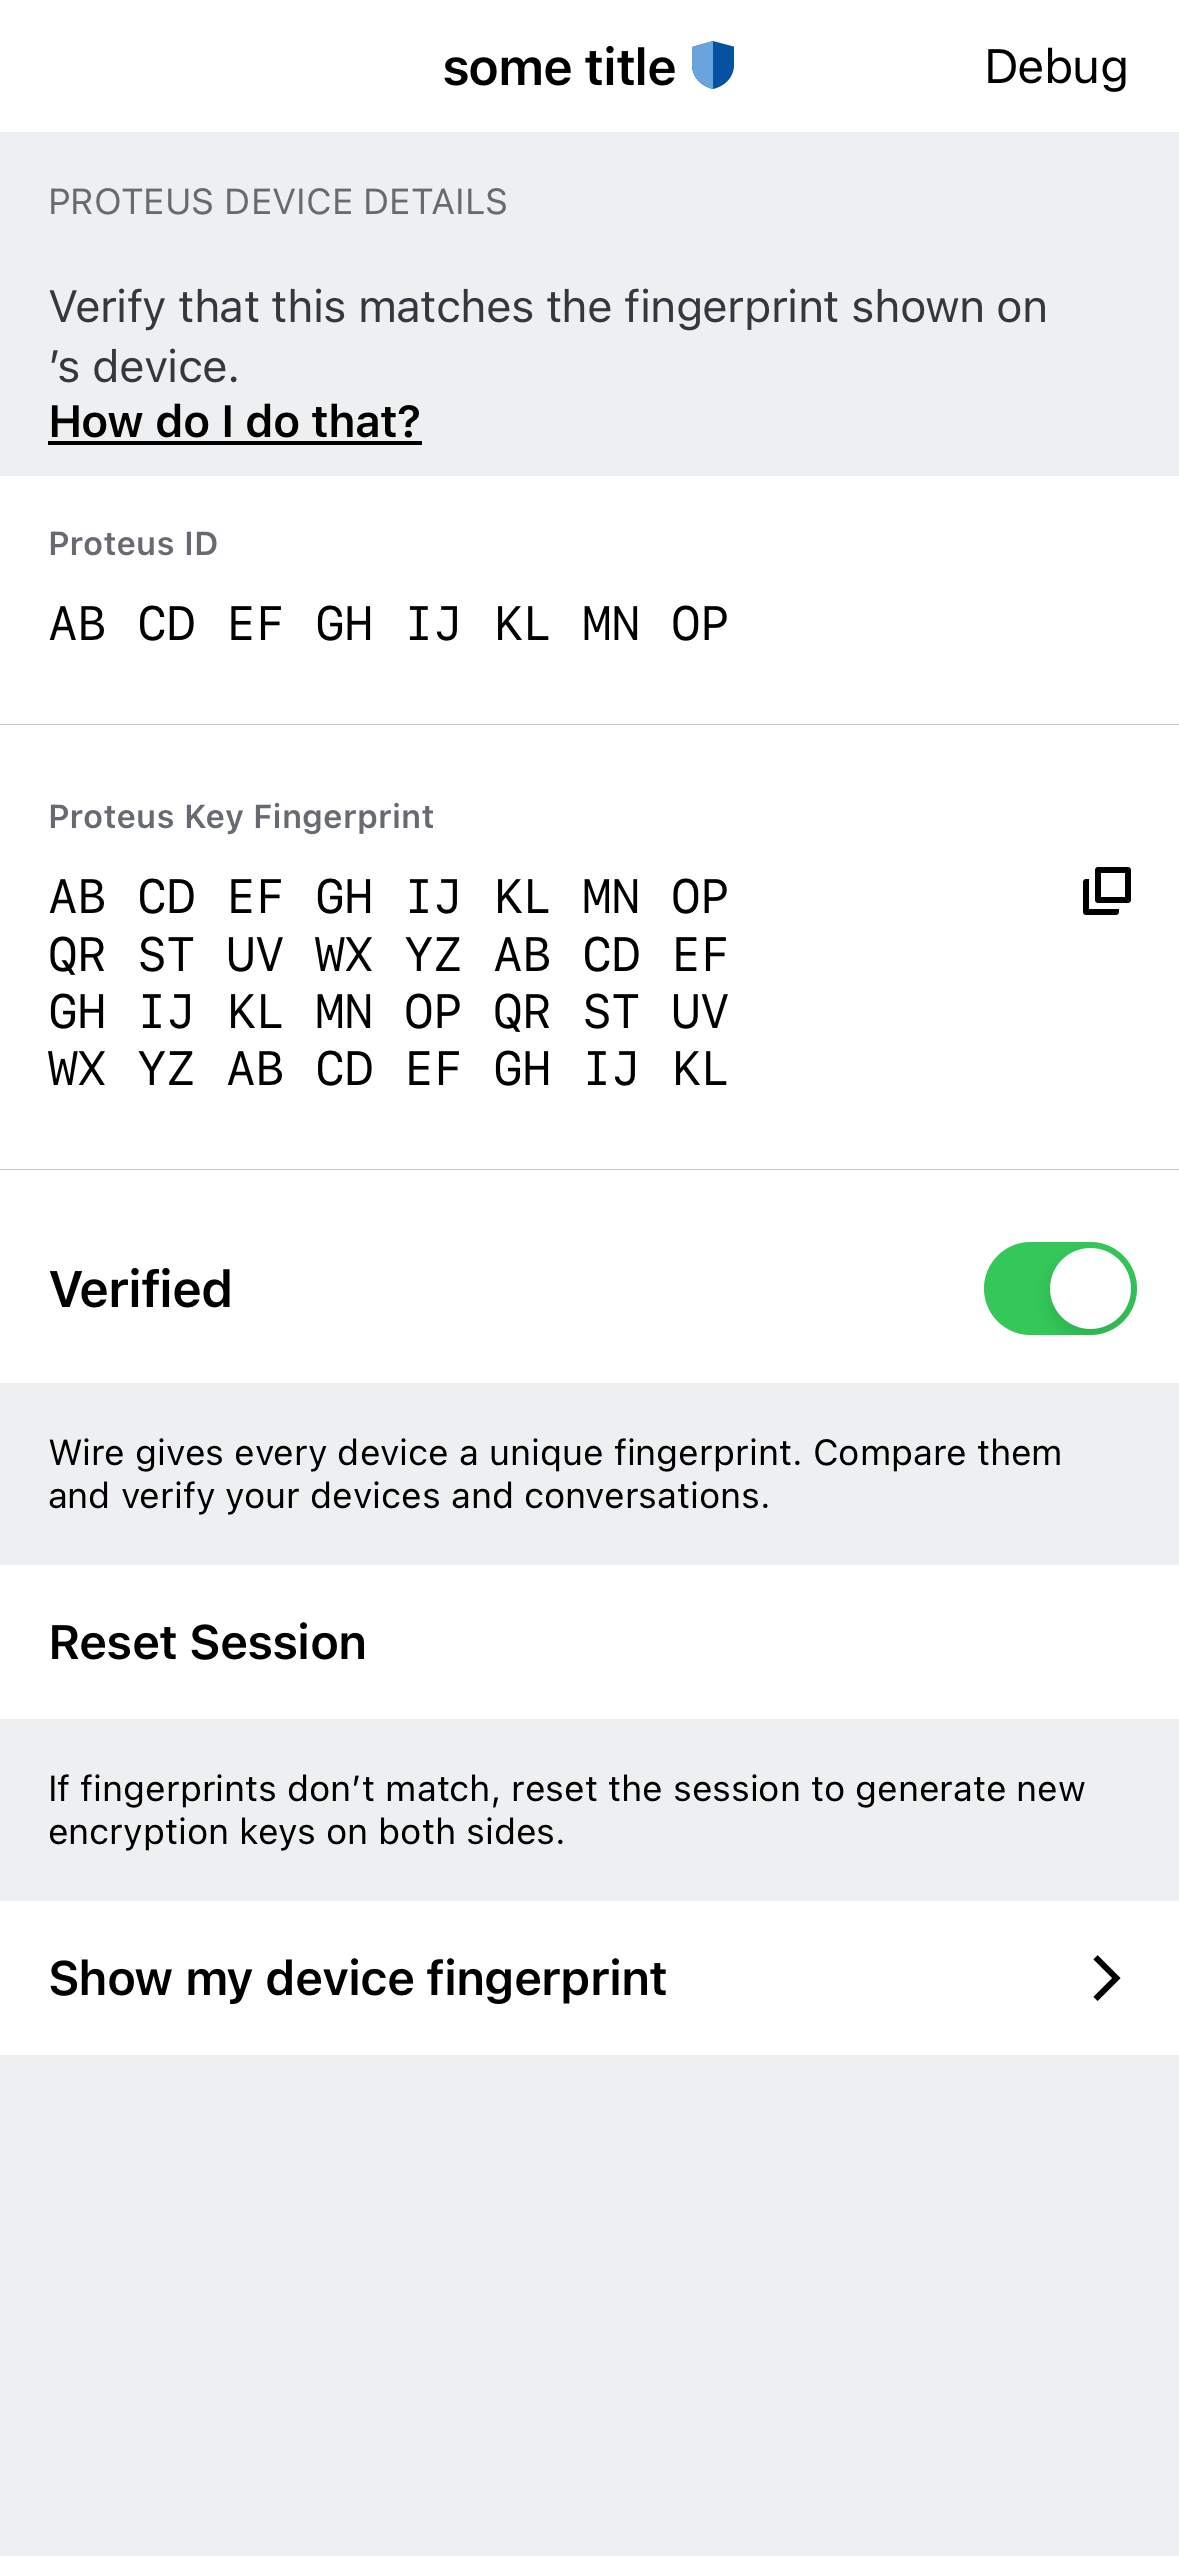 some title
Debug
PROTEUS DEVICE DETAILS
Verify that this matches the fingerprint shown on
’s device.
How do I do that?
Proteus ID
AB CD EF GH IJ KL MN OP
Proteus Key Fingerprint
AB CD EF GH IJ KL MN OP
QR ST UV WX YZ AB CD EF
GH IJ KL MN OP QR ST UV
WX YZ AB CD EF GH IJ KL
Verified
Wire gives every device a unique fingerprint. Compare them
and verify your devices and conversations.
Reset Session
If fingerprints don’t match, reset the session to generate new
encryption keys on both sides.
Show my device fingerprint